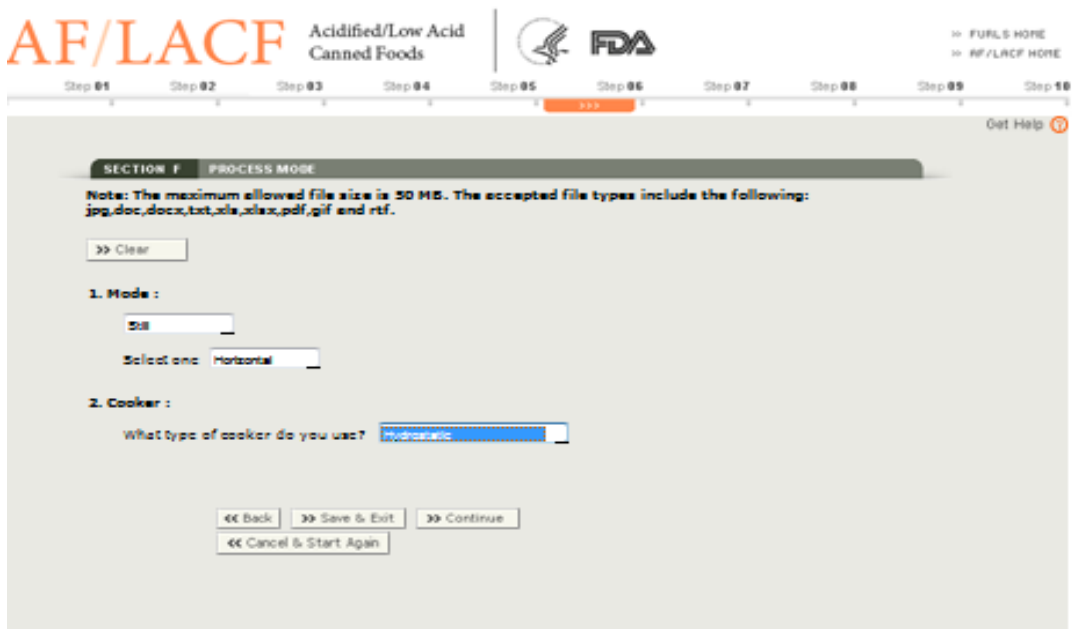 AF/LACF
Acidified/Low Acid
Canned Foods
FDA
>> FURLS HOME
>> AF/LACF HOME
Step 01 Step 02 Step 03 Step 04 Step 05 Step 06 Step 07 Step 08 Step 09 Step 10
>>>
Get Help ?
SECTION F PROCESS MODE
Note: The maximum allowed file size is 50 MB. The accepted file types include the following:
jpg,doc,docx,txt,xls,xlsx,pdf,gif and rtf.
>> Clear
1. Mode :
Still
Select one Horizontal
2. Cooker :
What type of cooker do you use? Hydrostatic
<< Back >> Save & Exit >> Continue
<< Cancel & Start Again